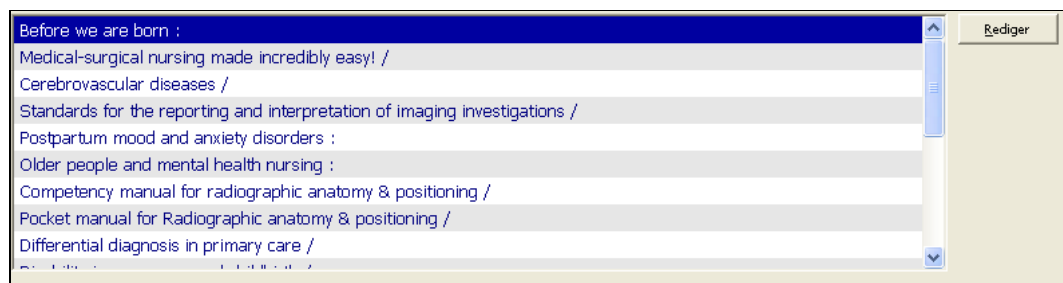 Before we are born :
Rediger
Medical-surgical nursing made incredibly easy! /
Cerebrovascular diseases /
Standards for the reporting and interpretation of imaging investigations /
Postpartum mood and anxiety disorders :
Older people and mental health nursing :
Competency manual for radiographic anatomy & positioning /
Pocket manual for Radiographic anatomy & positioning /
Differential diagnosis in primary care /